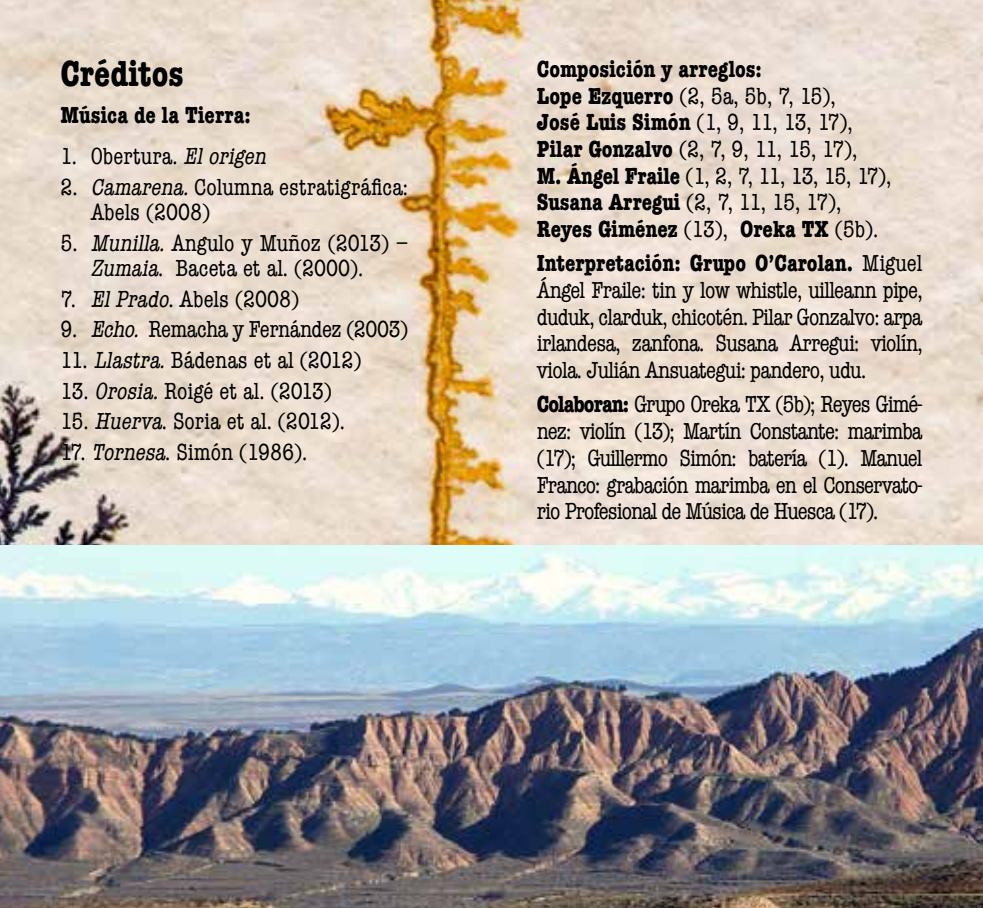 Créditos
Música de la Tierra:
1. Obertura. El origen
2. Camarena. Columna estratigráfica:
Abels (2008)
5. Munilla. Angulo y Muñoz (2013) –
Zumaia. Baceta et al. (2000).
7. El Prado. Abels (2008)
9. Echo. Remacha y Fernández (2003)
11. Llastra. Bádenas et al (2012)
13. Orosia. Roigé et al. (2013)
15. Huerva. Soria et al. (2012).
17. Tornesa. Simón (1986).
Composición y arreglos:
Lope Ezquerro (2, 5a, 5b, 7, 15),
José Luis Simón (1, 9, 11, 13, 17),
Pilar Gonzalvo (2, 7, 9, 11, 15, 17),
M. Ángel Fraile (1, 2, 7, 11, 13, 15, 17),
Susana Arregui (2, 7, 11, 15, 17),
Reyes Giménez (13), Oreka TX (5b).
Interpretación: Grupo O'Carolan. Miguel
Ángel Fraile: tin y low whistle, uilleann pipe,
duduk, clarduk, chicotén. Pilar Gonzalvo: arpa
irlandesa, zanfona. Susana Arregui: violín,
viola. Julián Ansuategui: pandero, udu.
Colaboran: Grupo Oreka TX (5b); Reyes Gimé-
nez: violín (13); Martín Constante: marimba
(17); Guillermo Simón: batería (1). Manuel
Franco: grabación marimba en el Conservato-
rio Profesional de Música de Huesca (17).